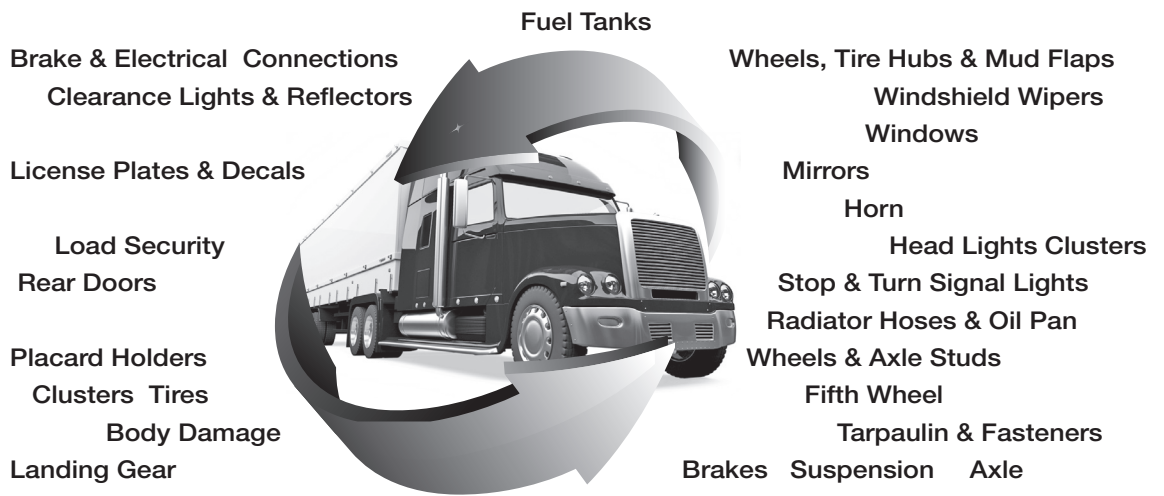 Fuel Tanks
Brake & Electrical Connections
Clearance Lights & Reflectors
License Plates & Decals
Load Security
Rear Doors
Placard Holders
Clusters Tires
Body Damage
Landing Gear
Wheels, Tire Hubs & Mud Flaps
Windshield Wipers
Windows
Mirrors
Horn
Head Lights Clusters
Stop & Turn Signal Lights
Radiator Hoses & Oil Pan
Wheels & Axle Studs
Fifth Wheel
Tarpaulin & Fasteners
Brakes Suspension Axle